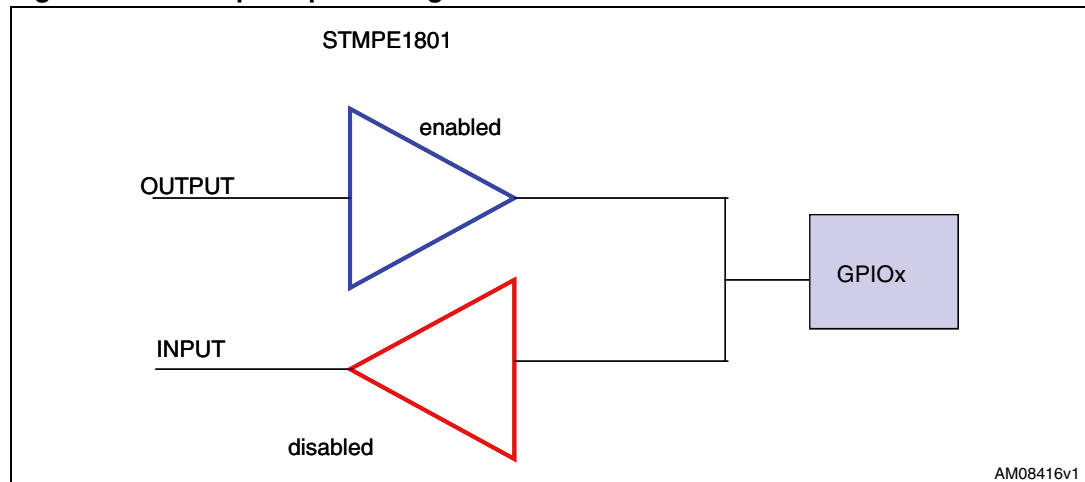 STMPE1801
enabled
OUTPUT
GPIOx
INPUT
disabled
AM08416v1